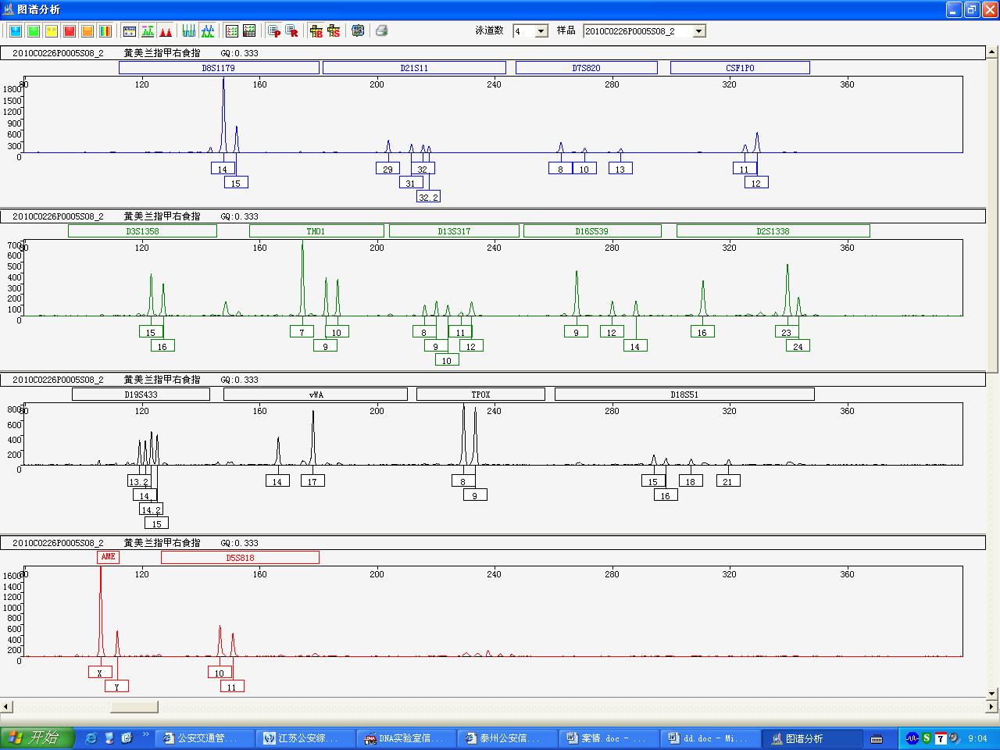 图谱分析
泳道数 4 样品 2010C0226P0005S08_2
2010C0226P0005S08_2 黄美兰指甲右食指 GQ:0.333
D8S1179 D21S11 D7S820 CSF1PO
80 120 160 200 240 280 320 360
1800
1500
1200
900
600
300
0
14 29 32 8 10 13 11
15 31 12
32.2
2010C0226P0005S08_2 黄美兰指甲右食指 GQ:0.333
D3S1358 TH01 D13S317 D16S539 D2S1338
80 120 160 200 240 280 320 360
700
600
500
400
300
200
100
0
15 7 10 8 11 9 12 16 23
16 9 9 12 14 24
10
2010C0226P0005S08_2 黄美兰指甲右食指 GQ:0.333
D19S433 vWA TPOX D18S51
80 120 160 200 240 280 320 360
800
600
400
200
0
13.2 14 17 8 15 18 21
14 9 16
14.2
15
2010C0226P0005S08_2 黄美兰指甲右食指 GQ:0.333
AME D5S818
80 120 160 200 240 280 320 360
1600
1400
1200
1000
800
600
400
200
0
X 10
Y 11
开始 公安交通管... 江苏公安综... DNA实验室信... 泰州公安信... 案情.doc - ... dd.doc - Mi... 图谱分析 9:04